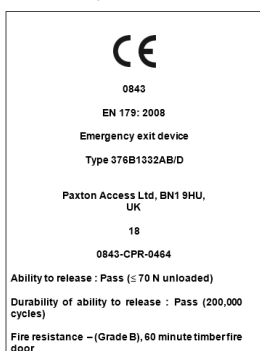 CE
0843
EN 179: 2008
Emergency exit device
Type 376B1332AB/D
Paxton Access Ltd, BN1 9HU,
UK
18
0843-CPR-0464
Ability to release : Pass (≤ 70 N unloaded)
Durability of ability to release : Pass (200,000
cycles)
Fire resistance – (Grade B), 60 minute timber fire
door